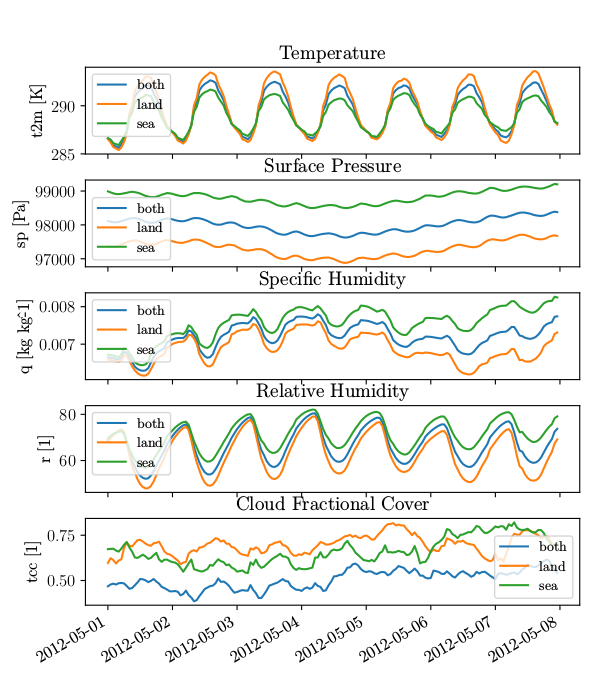 Temperature
t2m [K]
290
285
both
land
sea
Surface Pressure
sp [Pa]
99000
98000
97000
both
land
sea
Specific Humidity
q [kg kg-1]
0.008
0.007
both
land
sea
Relative Humidity
r [1]
80
60
both
land
sea
Cloud Fractional Cover
tcc [1]
0.75
0.50
both
land
sea
2012-05-01
2012-05-02
2012-05-03
2012-05-04
2012-05-05
2012-05-06
2012-05-07
2012-05-08